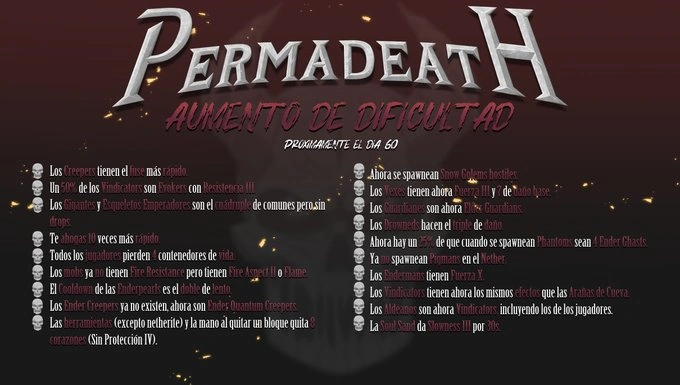 PERMADEATH
AUMENTO DE DIFICULTAD
PRÓXIMAMENTE EL DIA 60
Los Creepers tienen el fuse más rápido.
Un 50% de los Vindicators son Evokers con Resistencia III.
Los Gigantes y Esqueletos Emperadores son el cuádruple de comunes pero sin
drops.
Te ahogas 10 veces más rápido.
Todos los jugadores pierden 4 contenedores de vida.
Los mobs ya no tienen Fire Resistance pero tienen Fire Aspect II o Flame.
El Cooldown de las Enderpearls es el doble de lento.
Los Ender Creepers ya no existen, ahora son Ender Quantum Creepers.
Las herramientas (excepto netherite) y la mano al quitar un bloque quita 8
corazones (Sin Protección IV).
Ahora se spawnean Snow Golems hostiles.
Los Vexes tienen ahora Fuerza III y 7 de daño base.
Los Guardianes son ahora Elder Guardians.
Los Drowneds hacen el triple de daño.
Ahora hay un 25% de que cuando se spawnean Phantoms sean 4 Ender Ghasts.
Ya no spawnean Pigmans en el Nether.
Los Endermans tienen Fuerza X.
Los Vindicators tienen ahora los mismos efectos que las Arañas de Cueva.
Los Aldeanos son ahora Vindicators, incluyendo los de los jugadores.
La Soul Sand da Slowness III por 30s.